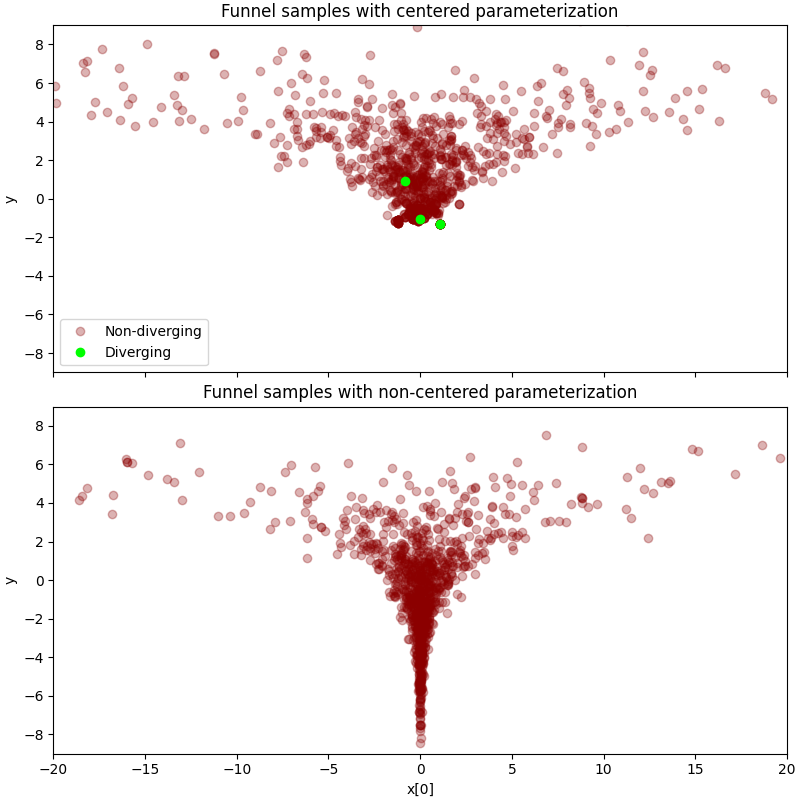 Funnel samples with centered parameterization
8
6
4
2
0
−2
−4
−6
−8
y
Non-diverging
Diverging
Funnel samples with non-centered parameterization
8
6
4
2
0
−2
−4
−6
−8
y
−20 −15 −10 −5 0 5 10 15 20
x[0]